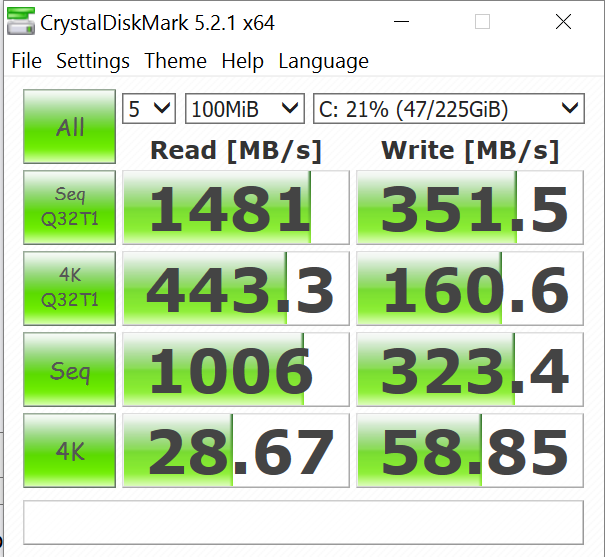 CrystalDiskMark 5.2.1 x64
File Settings Theme Help Language
All 5 100MiB C: 21% (47/225GiB)
Read [MB/s] Write [MB/s]
Seq
Q32T1 1481 351.5
4K
Q32T1 443.3 160.6
Seq 1006 323.4
4K 28.67 58.85